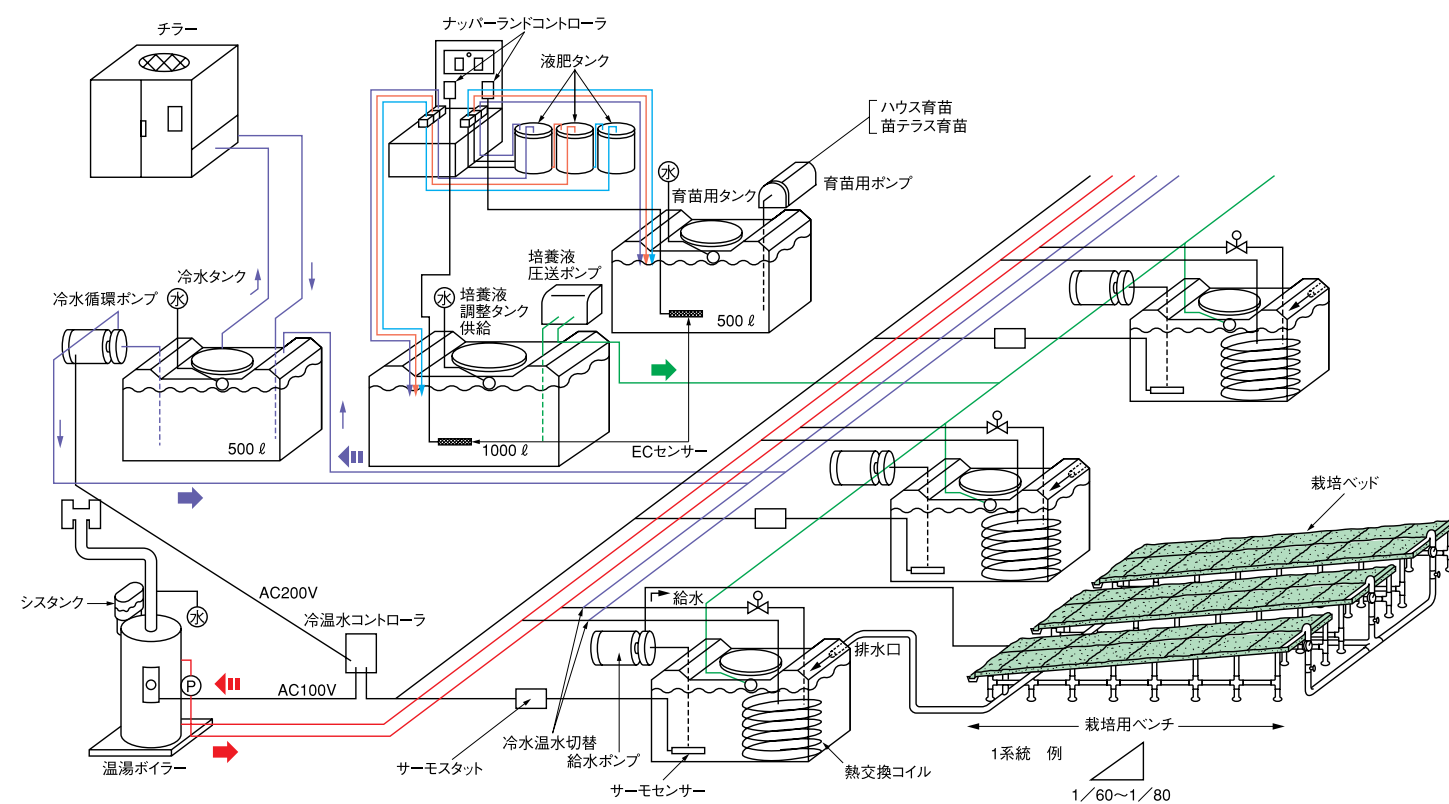 チラー
ナッパーランドコントローラ
液肥タンク
ハウス育苗
苗テラス育苗
水
育苗用タンク
育苗用ポンプ
500ℓ
冷水タンク
冷水循環ポンプ
水
500ℓ
培養液
圧送ポンプ
水
培養液
調整タンク
供給
1000ℓ
ECセンサー
栽培ベッド
シスタンク
水
AC200V
冷温水コントローラ
P
AC100V
温湯ボイラー
給水
排水口
サーモスタット
冷水温水切替
給水ポンプ
サーモセンサー
熱交換コイル
栽培用ベンチ
1系統 例
1/60〜1/80